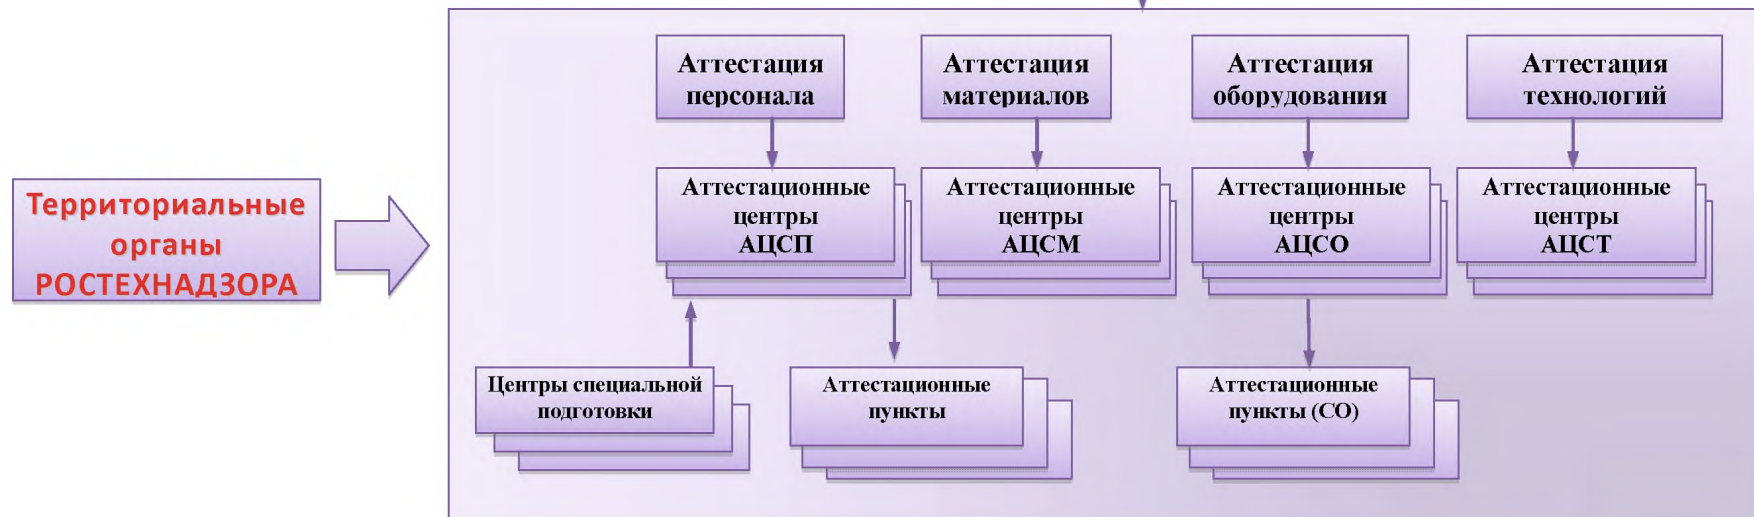 Аттестация
персонала
Аттестация
материалов
Аттестация
оборудования
Аттестация
технологий
Территориальные
органы
РОСТЕХНАДЗОРА
Аттестационные
центры
АЦСП
Аттестационные
центры
АЦСМ
Аттестационные
центры
АЦСО
Аттестационные
центры
АЦСТ
Центры специальной
подготовки
Аттестационные
пункты
Аттестационные
пункты (СО)